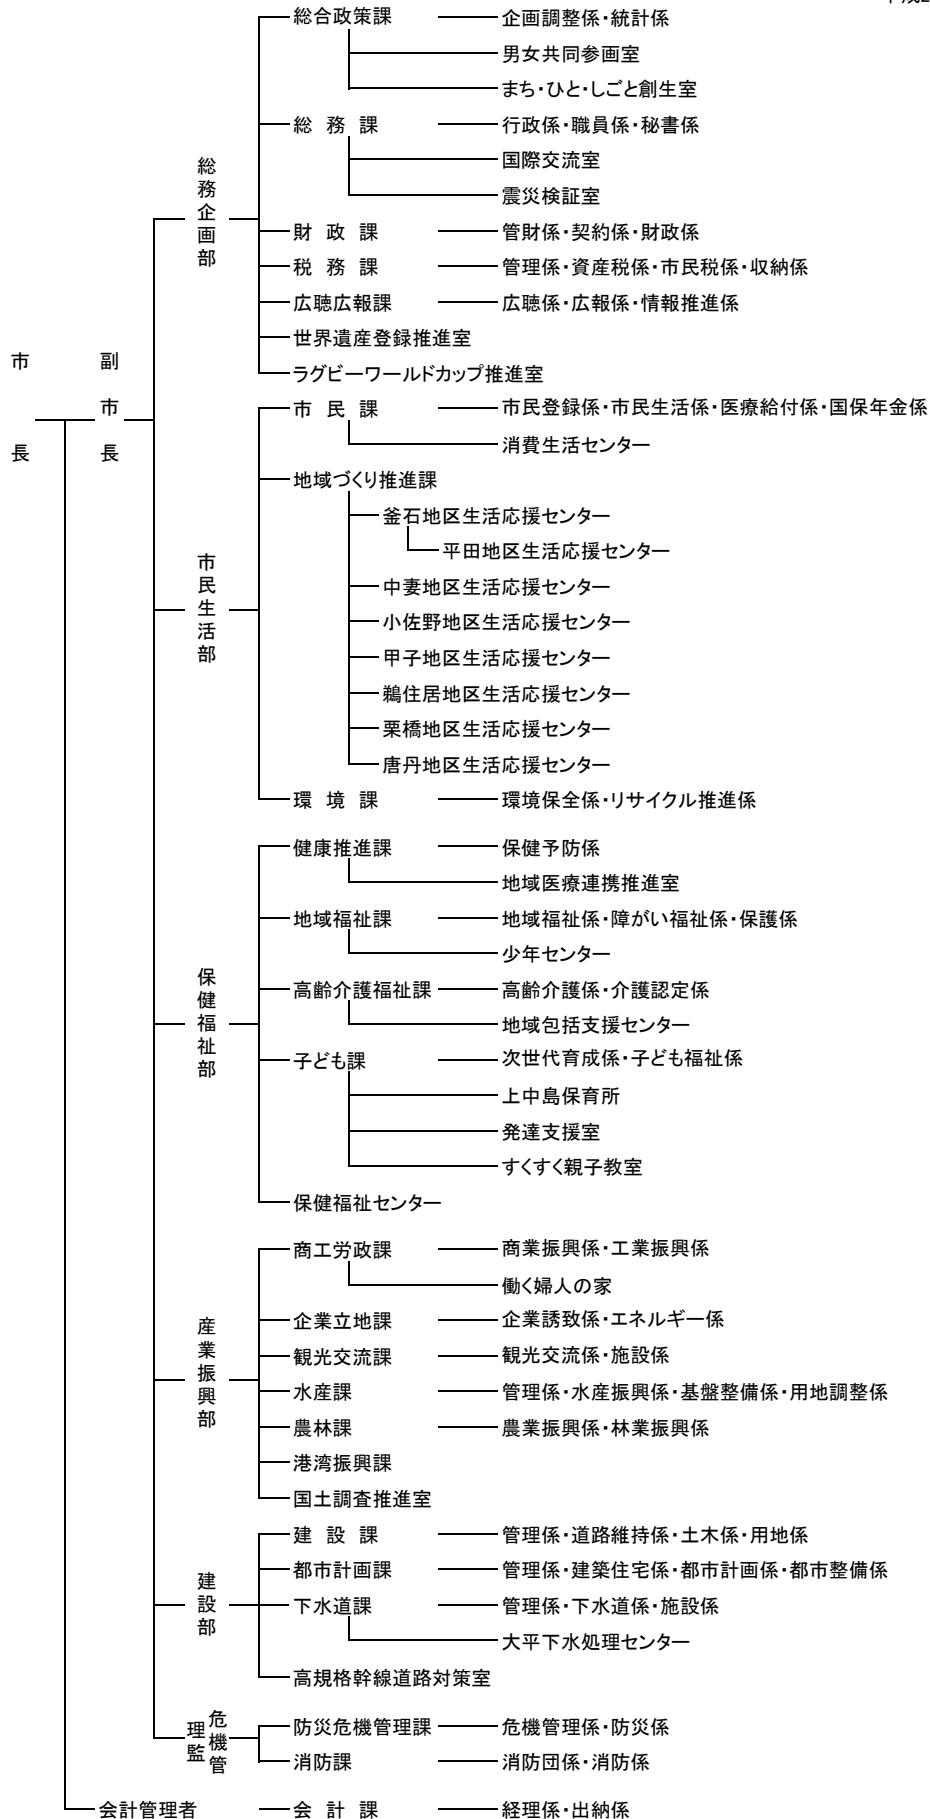 総合政策課 企画調整係・統計係
男女共同参画室
まち・ひと・しごと創生室
総務課 行政係・職員係・秘書係
国際交流室
震災検証室
総務企画部
財政課 管財係・契約係・財政係
税務課 管理係・資産税係・市民税係・収納係
広聴広報課 広聴係・広報係・情報推進係
世界遺産登録推進室
ラグビーワールドカップ推進室
市長
副市長
市民課 市民登録係・市民生活係・医療給付係・国保年金係
消費生活センター
地域づくり推進課
釜石地区生活応援センター
平田地区生活応援センター
市民生活部
中妻地区生活応援センター
小佐野地区生活応援センター
甲子地区生活応援センター
鵜住居地区生活応援センター
栗橋地区生活応援センター
唐丹地区生活応援センター
環境課 環境保全係・リサイクル推進係
健康推進課 保健予防係
地域医療連携推進室
地域福祉課 地域福祉係・障がい福祉係・保護係
少年センター
保健福祉部
高齢介護福祉課 高齢介護係・介護認定係
地域包括支援センター
子ども課 次世代育成係・子ども福祉係
上中島保育所
発達支援室
すくすく親子教室
保健福祉センター
商工労政課 商業振興係・工業振興係
働く婦人の家
産業振興部
企業立地課 企業誘致係・エネルギー係
観光交流課 観光交流係・施設係
水産課 管理係・水産振興係・基盤整備係・用地調整係
農林課 農業振興係・林業振興係
港湾振興課
国土調査推進室
建設課 管理係・道路維持係・土木係・用地係
都市計画課 管理係・建築住宅係・都市計画係・都市整備係
建設部
下水道課 管理係・下水道係・施設係
大平下水処理センター
高規格幹線道路対策室
危機管理監
防災危機管理課 危機管理係・防災係
消防課 消防団係・消防係
会計管理者 会計課 経理係・出納係